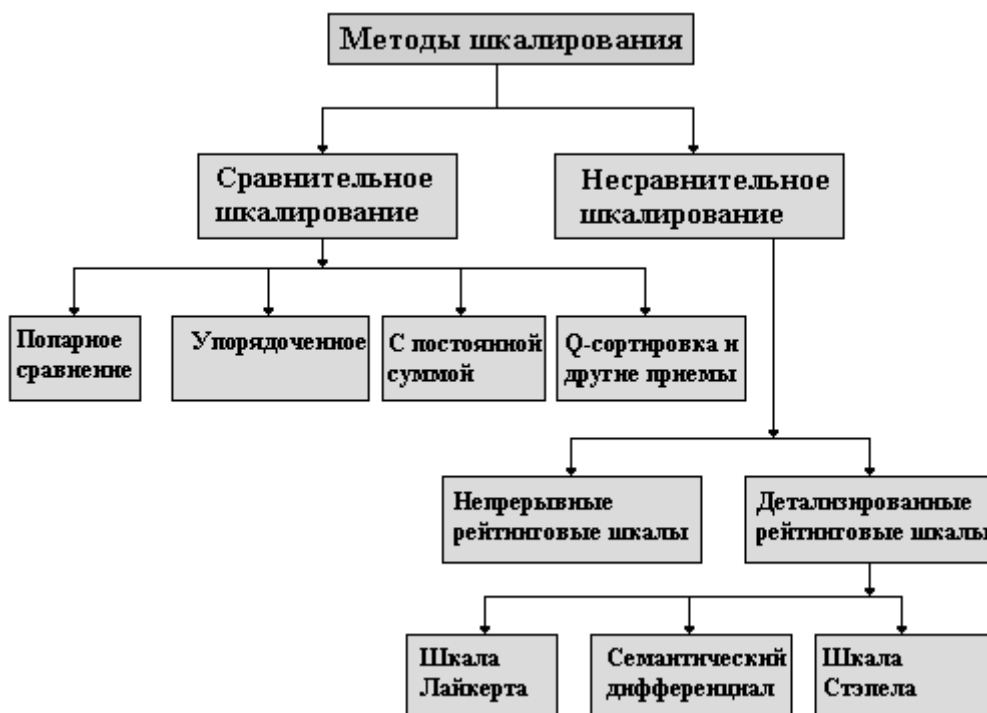 Методы шкалирования
Сравнительное
шкалирование
Несравнительное
шкалирование
Попарное
сравнение
Упорядоченное
С постоянной
суммой
Q-сортировка и
другие приемы
Непрерывные
рейтинговые шкалы
Детализированные
рейтинговые шкалы
Шкала
Лайкерта
Семантический
дифференциал
Шкала
Стэпела